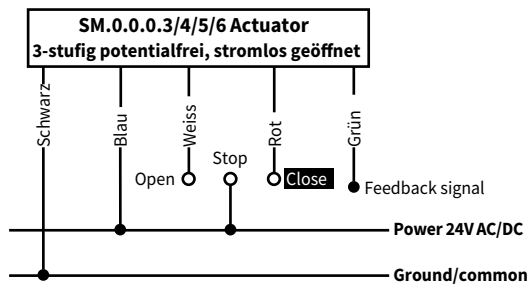 SM.0.0.0.3/4/5/6 Actuator
3-stufig potentialfrei, stromlos geöffnet
Schwarz
Blau
Weiss
Rot
Grün
Stop
Open
Close
Feedback signal
Power 24V AC/DC
Ground/common